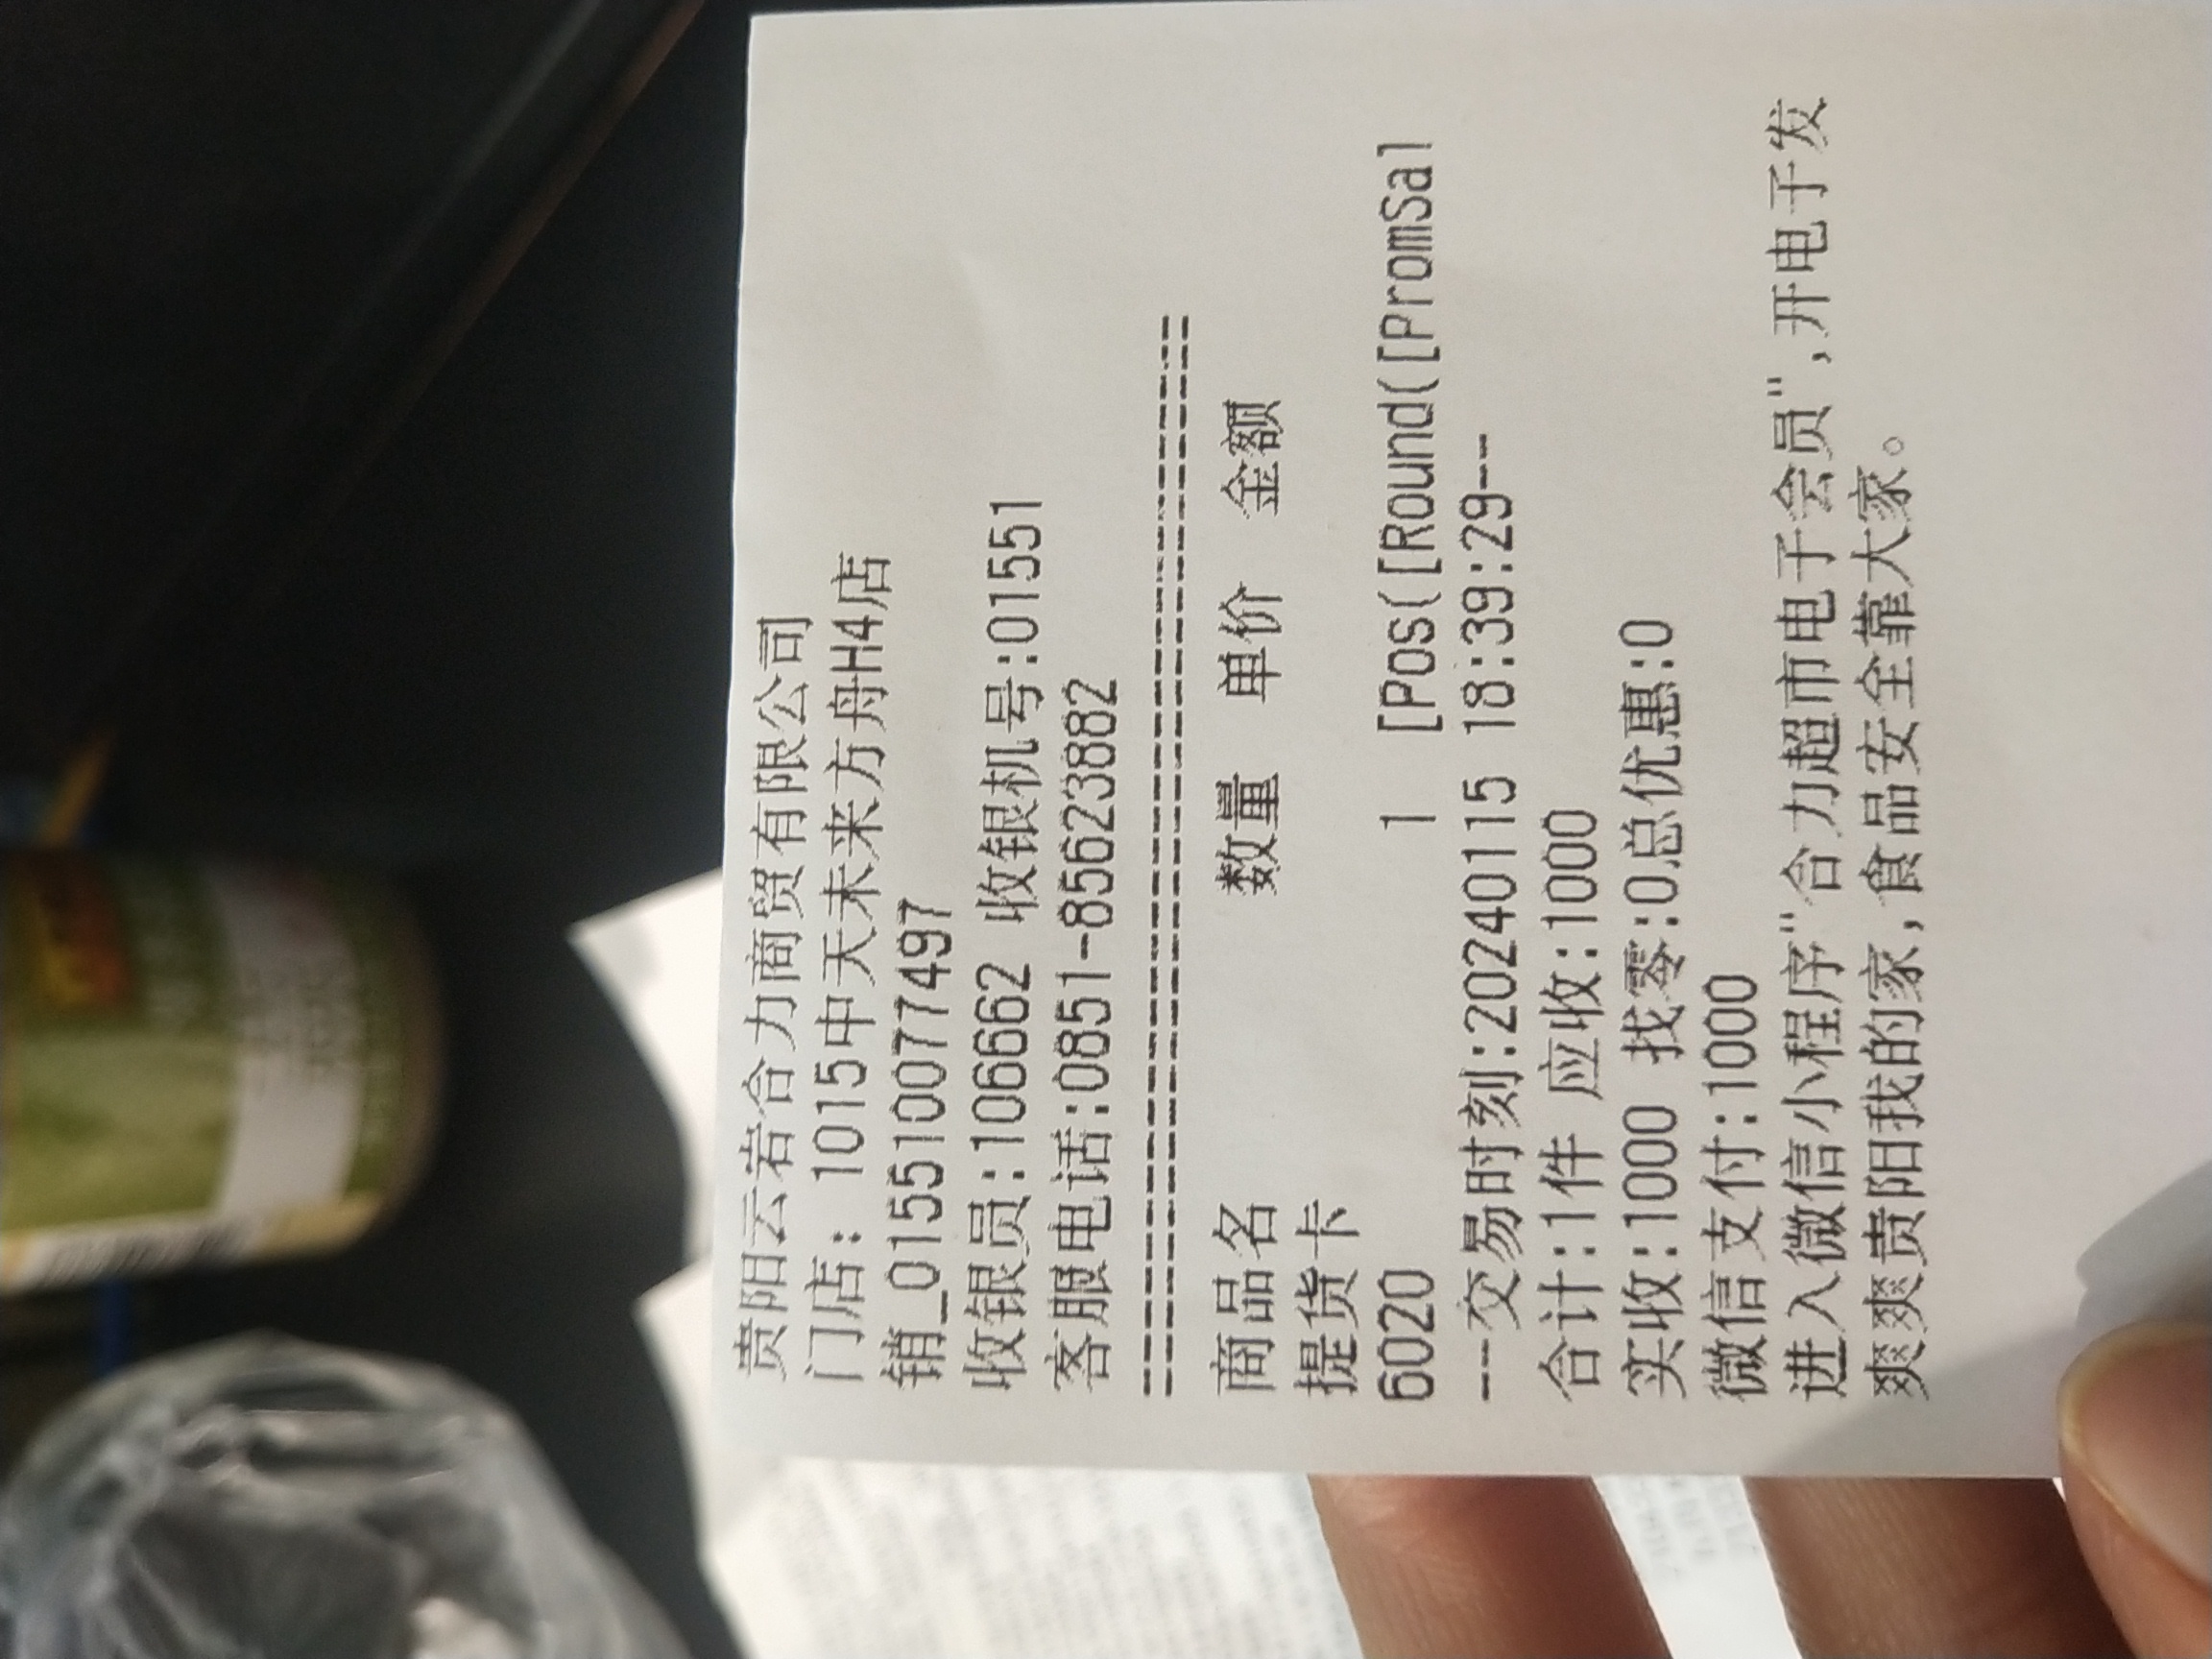 贵阳云岩合力商贸有限公司
门店: 1015中天未来方舟H4店
销_0155100774​97
收银员:106662 收银机号:01551
客服电话:0851-85623882
========================================
商品名 数量 单价 金额
提货卡
6020 1 [Pos([Round([PromSal
---交易时刻:20240115 18:39:29---
合计:1件 应收:1000
实收:1000 找零:0总优惠:0
微信支付:1000
进入微信小程序"合力超市电子会员",开电子发
爽爽贵阳我的家,食品安全靠大家。